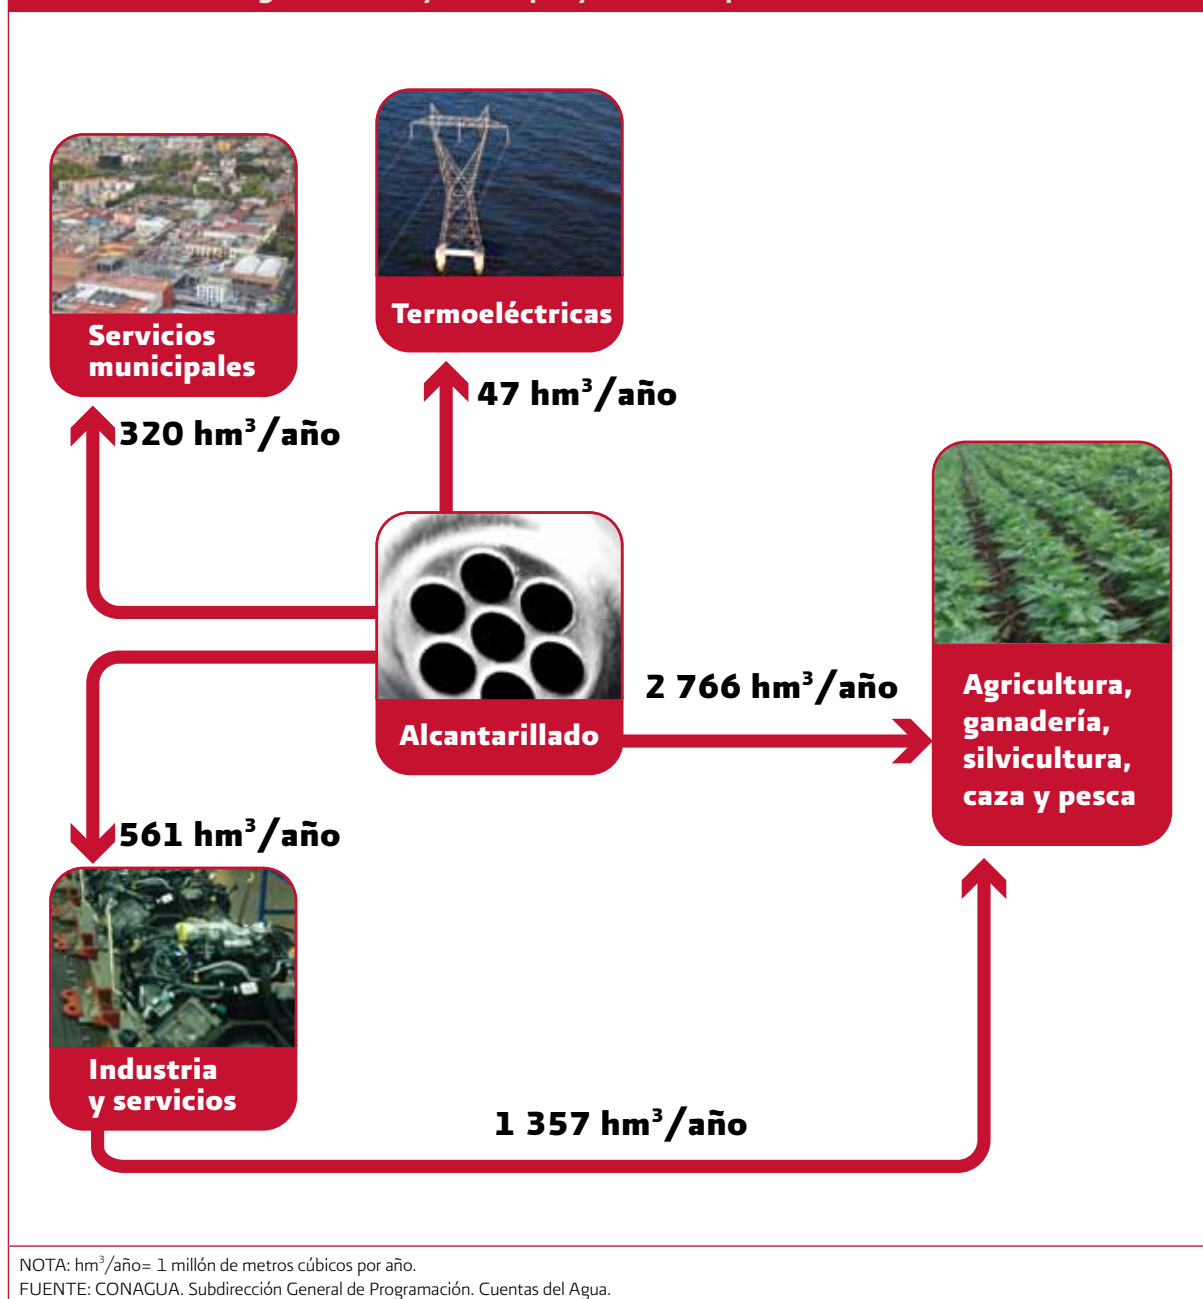 Termoeléctricas
Servicios
municipales
47 hm³/año
320 hm³/año
Alcantarillado
2 766 hm³/año
Agricultura,
ganadería,
silvicultura,
caza y pesca
561 hm³/año
Industria
y servicios
1 357 hm³/año
NOTA: hm³/año= 1 millón de metros cúbicos por año.
FUENTE: CONAGUA. Subdirección General de Programación. Cuentas del Agua.